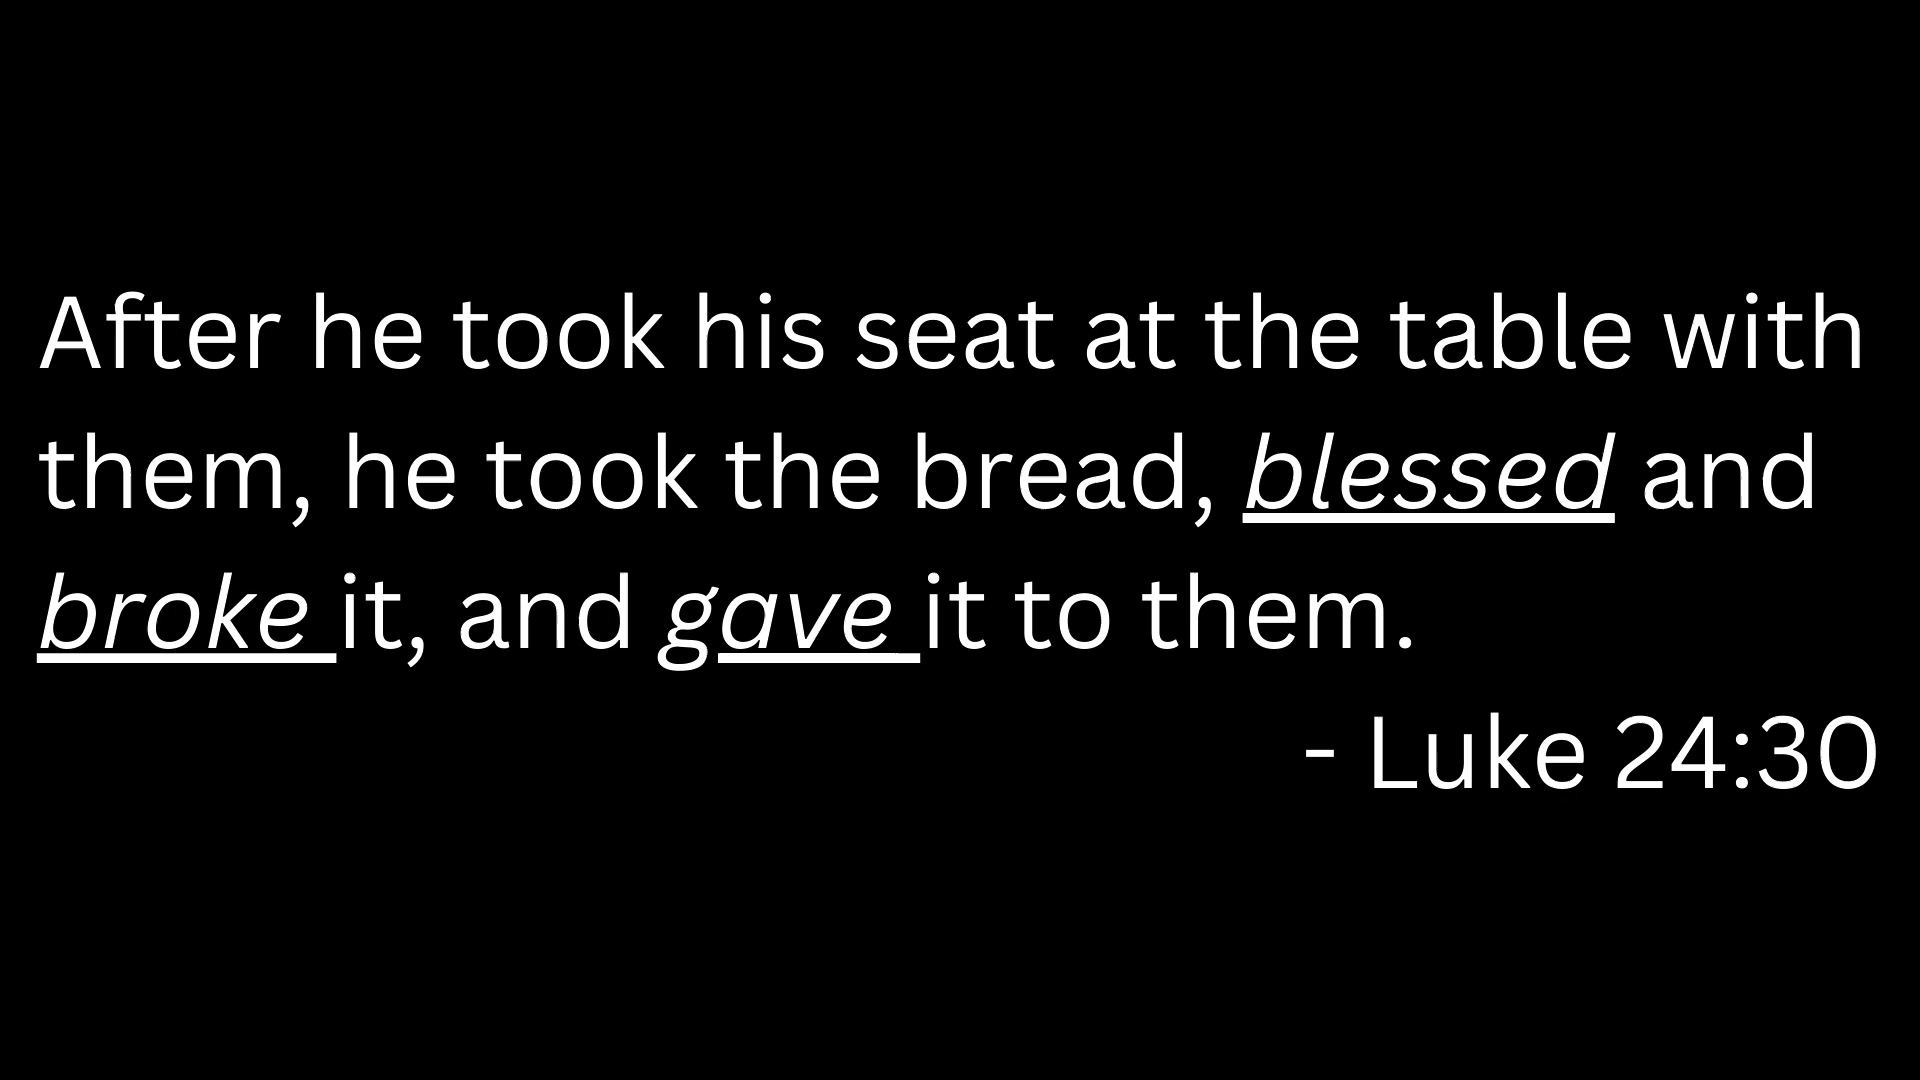 After he took his seat at the table with
them, he took the bread, blessed and
broke it, and gave it to them.
- Luke 24:30